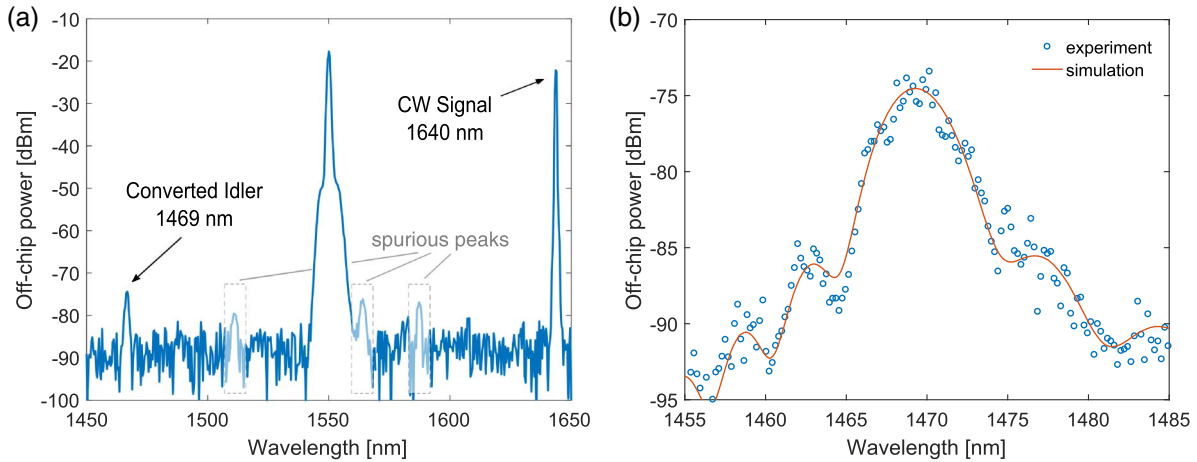 (a)
-10
-20
-30
-40
-50
-60
-70
-80
-90
-100
Off-chip power [dBm]
CW Signal
1640 nm
Converted Idler
1469 nm
spurious peaks
1450
1500
1550
1600
1650
Wavelength [nm]
(b)
-70
-75
-80
-85
-90
-95
Off-chip power [dBm]
experiment
simulation
1455
1460
1465
1470
1475
1480
1485
Wavelength [nm]